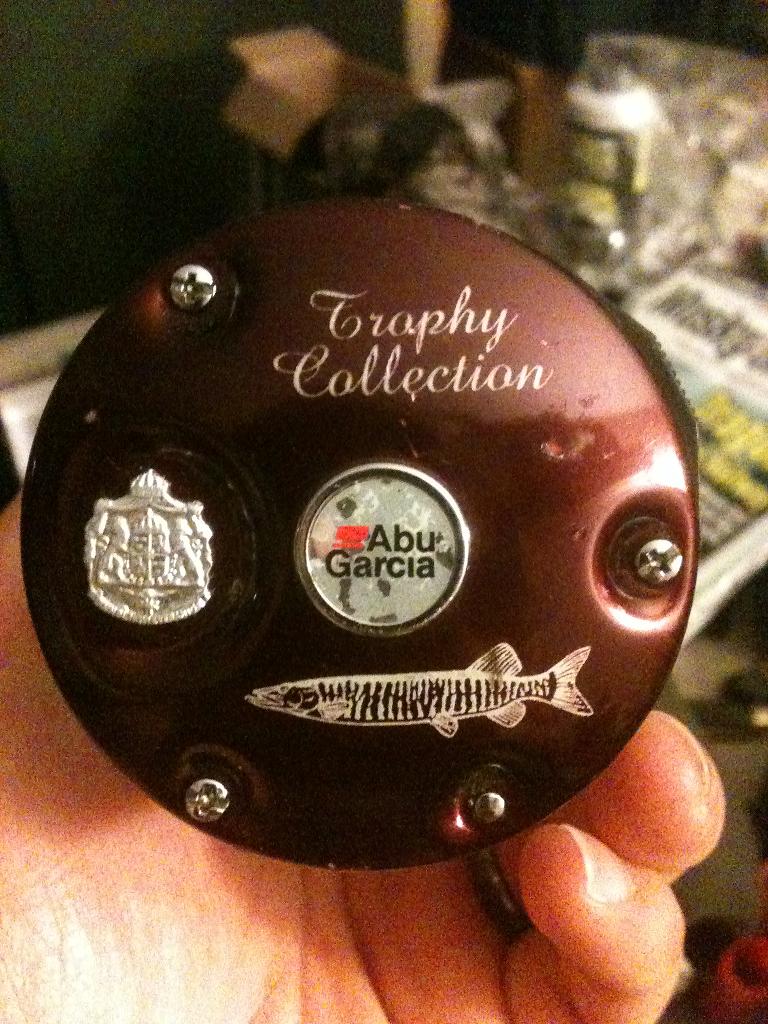 Trophy
Collection
Abu
Garcia